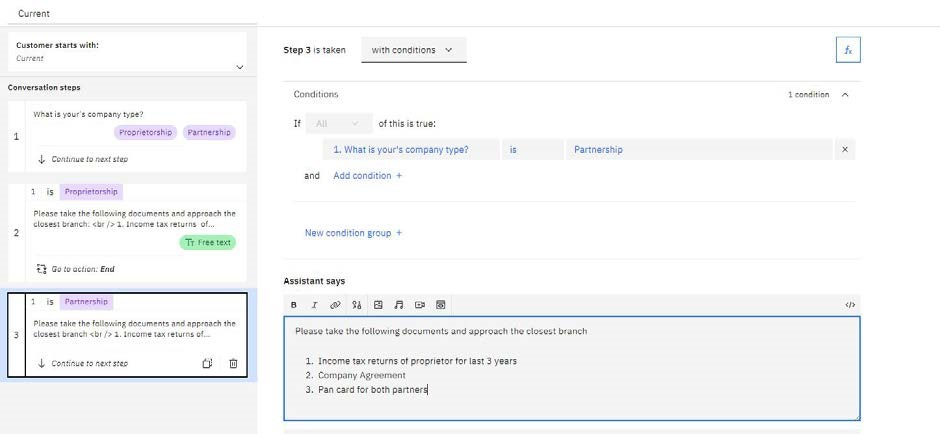 Current
Customer starts with:
Current
Conversation steps
1
What is your's company type?
Proprietorship Partnership
Continue to next step
2
1 is Proprietorship
Please take the following documents and approach the
closest branch: <br /> 1. Income tax returns of...
Free text
Go to action: End
3
1 is Partnership
Please take the following documents and approach the
closest branch <br /> 1. Income tax returns of...
Continue to next step
Step 3 is taken with conditions
fx
Conditions 1 condition
If All of this is true:
1. What is your's company type? is Partnership ×
and Add condition +
New condition group +
Assistant says
B I </>
Please take the following documents and approach the closest branch
1. Income tax returns of proprietor for last 3 years
2. Company Agreement
3. Pan card for both partners